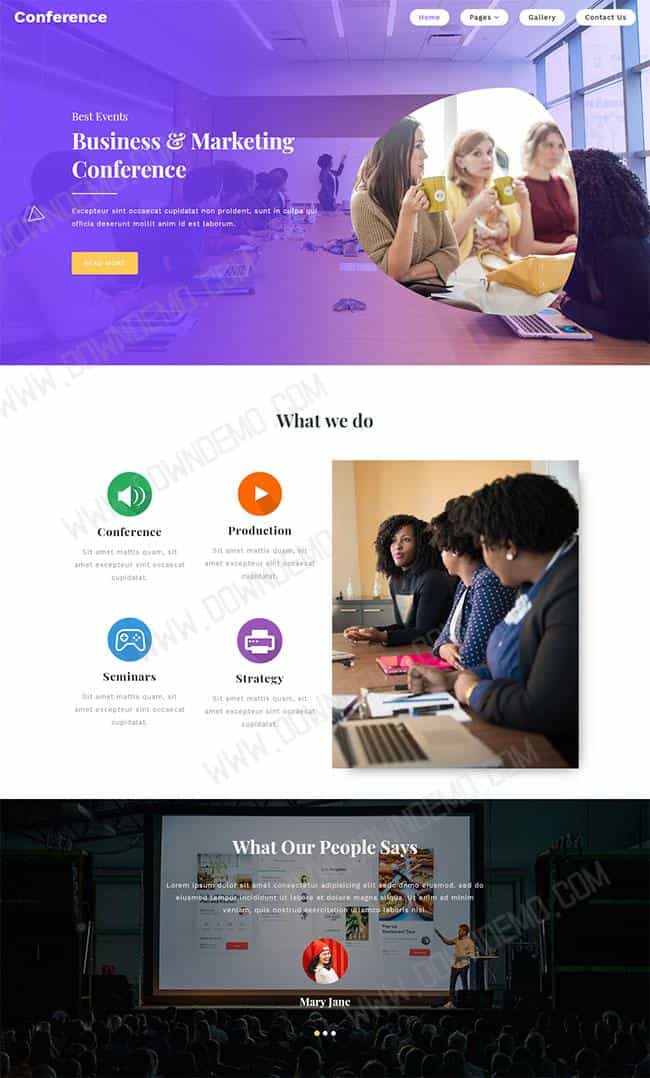 Conference
Home
Pages
Gallery
Contact Us
Best Events
Business & Marketing
Conference
Excepteur sint occaecat cupidatat non proident, sunt in culpa qui
officia deserunt mollit anim id est laborum.
READ MORE
What we do
Conference
Sit amet mattis quam, sit
amet excepteur sint occaecat
cupidatat.
Production
Sit amet mattis quam, sit
amet excepteur sint occaecat
cupidatat.
Seminars
Sit amet mattis quam, sit
amet excepteur sint occaecat
cupidatat.
Strategy
Sit amet mattis quam, sit
amet excepteur sint occaecat
cupidatat.
What Our People Says
Lorem ipsum dolor sit amet consectetur adipisicing elit sedc dnmo eiusmod. sed do
eiusmod tempor incididunt ut labore et dolore magna aliqua. Ut enim ad minim
veniam, quis nostrud exercitation ullamco laboris nisi.
Mary Jane
WWW.DOWNDEMO.COM